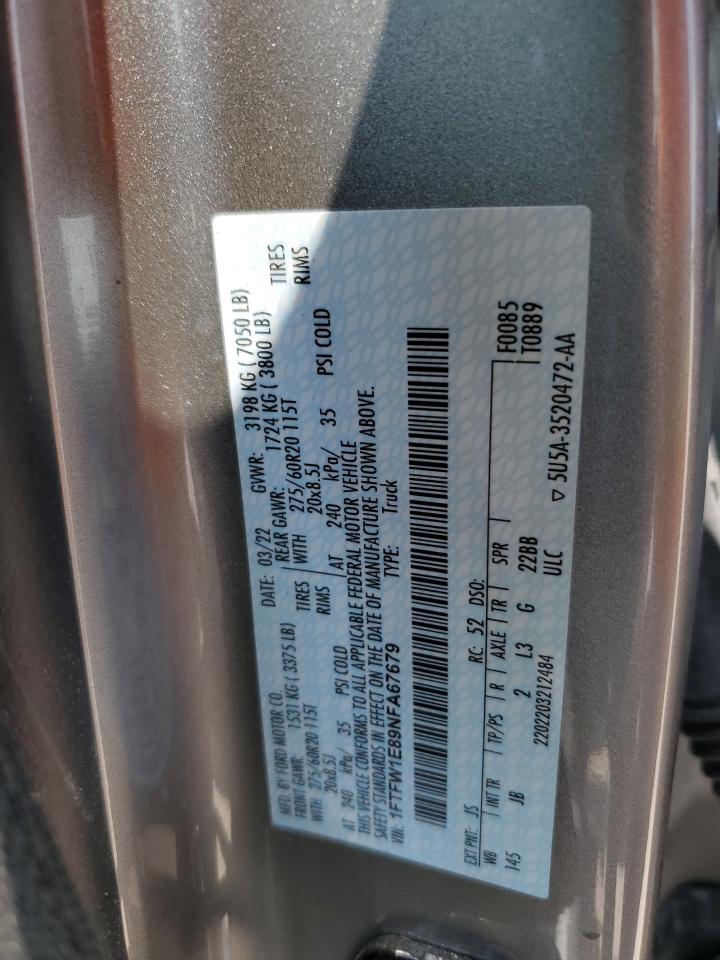 MFD. BY FORD MOTOR CO.
DATE: 03/22 GVWR: 3198 KG ( 7050 LB)
FRONT GAWR: 1531 KG ( 3375 LB) REAR GAWR: 1724 KG ( 3800 LB)
WITH 275/60R20 115T TIRES WITH 275/60R20 115T TIRES
20x8.5J RIMS 20x8.5J RIMS
AT 240 kPa/ 35 PSI COLD AT 240 kPa/ 35 PSI COLD
THIS VEHICLE CONFORMS TO ALL APPLICABLE FEDERAL MOTOR VEHICLE
SAFETY STANDARDS IN EFFECT ON THE DATE OF MANUFACTURE SHOWN ABOVE.
VIN: 1FTFW1E89NFA67679 TYPE: Truck
EXT PNT: JS RC: 52 DSO: F0085
WB INT TR TP/PS R AXLE TR SPR T0889
145 JB 2 L3 G 22BB
2202203212484 ULC ▽ 5U5A-3520472-AA